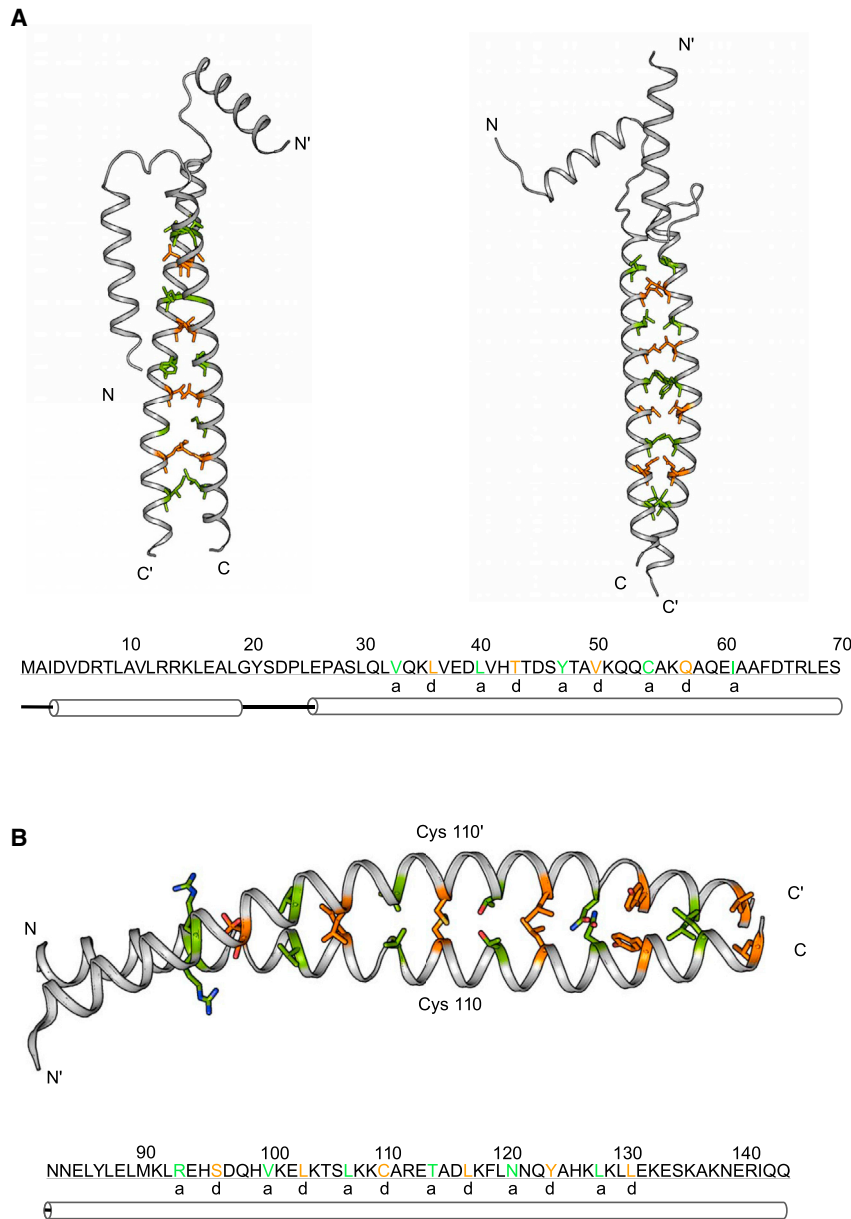 A
N'
N'
N
N
C'
C
C
C'
10 20 30 40 50 60 70
MAIDVDRTLAVLRRKLEALGYSDPLEPASLQLVQKLVEDLVHTTDSYTAVKQQCAKQAQEIAAFDTRLES
a d a d a d a d a
B
Cys 110'
N
C'
C
Cys 110
N'
90 100 110 120 130 140
NNELYLELMKLREHSDQHVKELKTSLKKCARETADLKFLNNQYAHKLKLLEKESKAKNERIQQ
a d a d a d a d a d a d